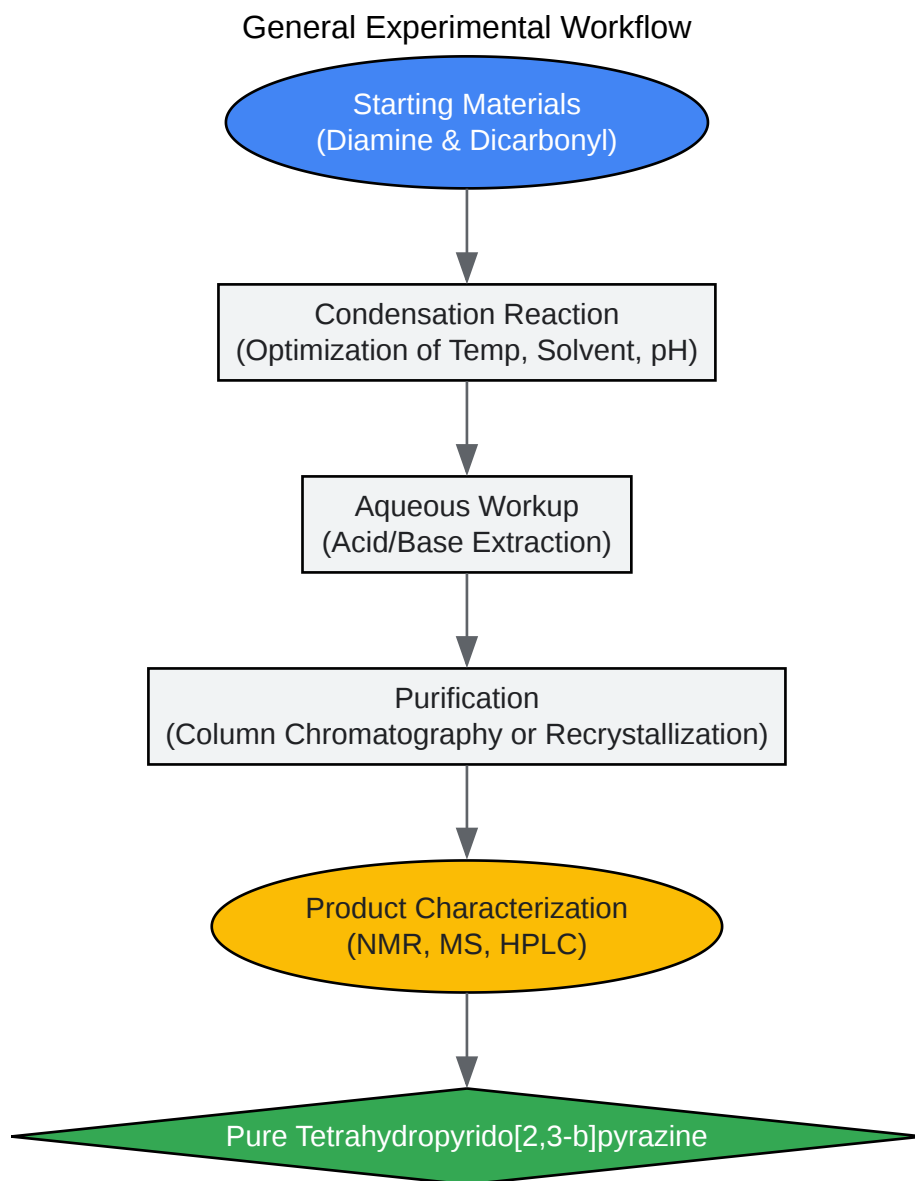 General Experimental Workflow
Starting Materials
(Diamine & Dicarbonyl)
Condensation Reaction
(Optimization of Temp, Solvent, pH)
Aqueous Workup
(Acid/Base Extraction)
Purification
(Column Chromatography or Recrystallization)
Product Characterization
(NMR, MS, HPLC)
Pure Tetrahydropyrido[2,3-b]pyrazine